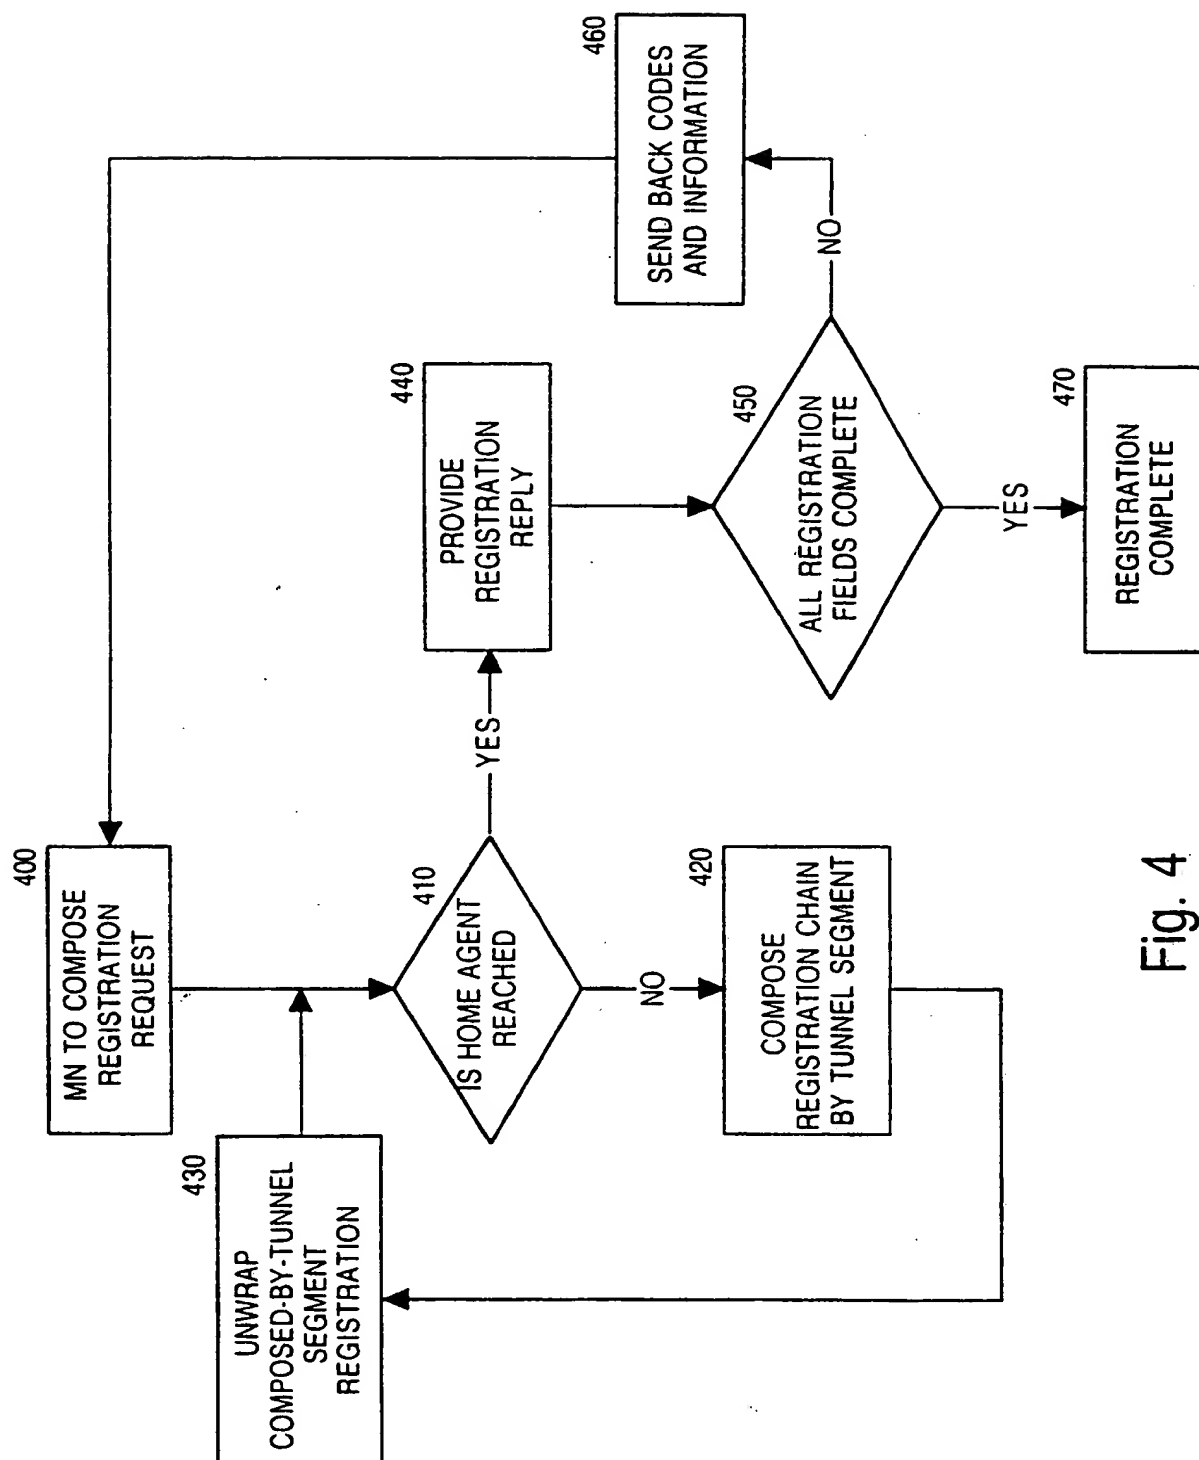 400
MN TO COMPOSE
REGISTRATION
REQUEST
430
UNWRAP
COMPOSED-BY-TUNNEL
SEGMENT
REGISTRATION
410
IS HOME AGENT
REACHED
YES
NO
420
COMPOSE
REGISTRATION CHAIN
BY TUNNEL SEGMENT
440
PROVIDE
REGISTRATION
REPLY
450
ALL REGISTRATION
FIELDS COMPLETE
NO
YES
460
SEND BACK CODES
AND INFORMATION
470
REGISTRATION
COMPLETE
Fig. 4